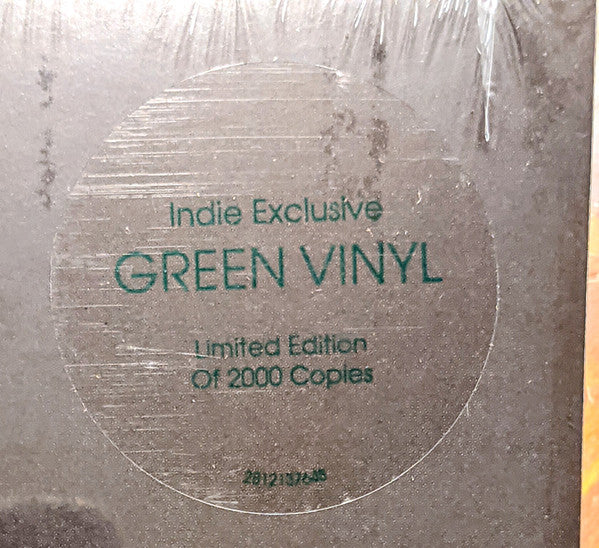 Indie Exclusive
GREEN VINYL
Limited Edition
Of 2000 Copies